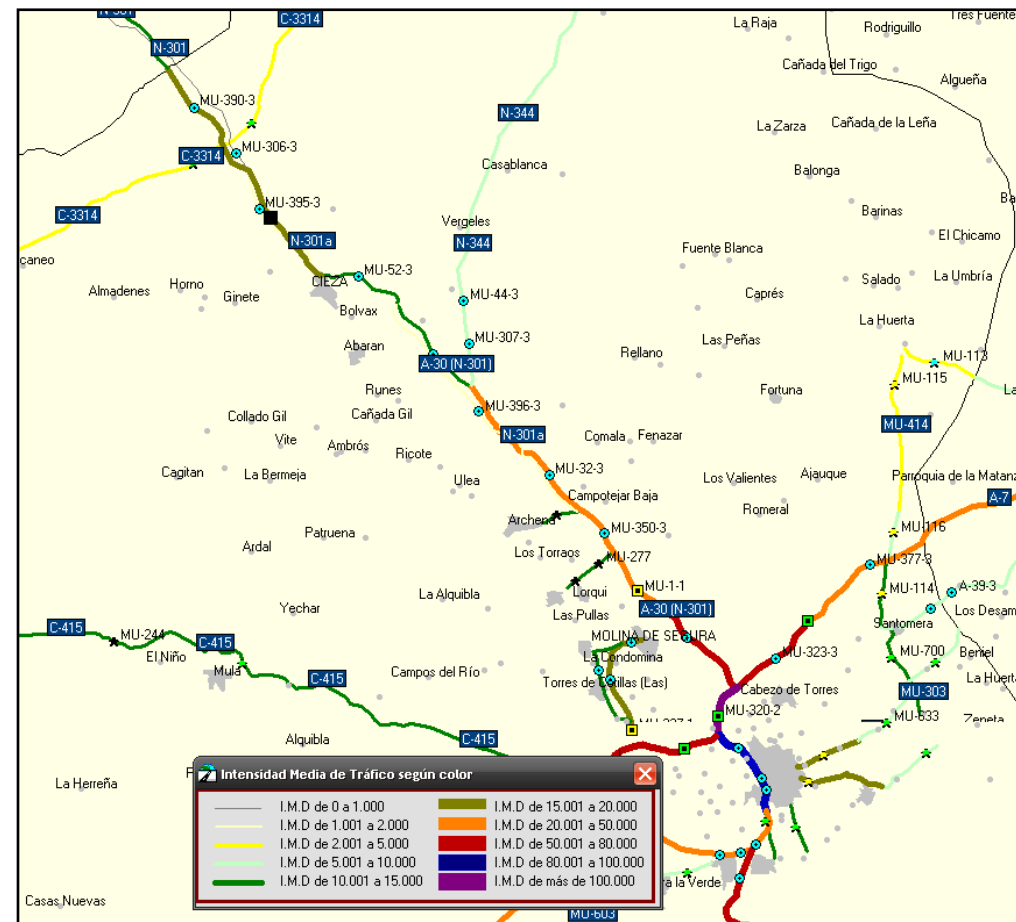 N-301
C-3314
La Raja
Tres Fuente
Rodriguillo
N-301
Cañada del Trigo
Algueña
MU-390-3
N-344
La Zarza
Cañada de la Leña
C-3314
MU-306-3
Casablanca
Balonga
Ba
MU-395-3
C-3314
Vergeles
Barinas
N-301a
N-344
Fuente Blanca
El Chicamo
caneo
MU-52-3
CIEZA
Almadenes
Horno
Ginete
MU-44-3
Caprés
Salado
La Umbría
Bolvax
La Huerta
Abaran
MU-307-3
Rellano
Las Peñas
A-30 (N-301)
MU-113
MU-115
Runes
Fortuna
La
Collado Gil
Cañada Gil
MU-396-3
MU-414
N-301a
Vite
Ambrós
Ricote
Comala
Fenazar
Cagitan
La Bermeja
MU-32-3
Ulea
Los Valientes
Ajauque
Parroquia de la Matanz
Campotejar Baja
A-7
Romeral
Archena
MU-350-3
MU-116
Patruena
Ardal
Los Torraos
MU-277
MU-377-3
Yechar
La Alquibla
Lorqui
MU-1-1
MU-114
A-39-3
A-30 (N-301)
Las Pullas
Los Desam
Santomera
C-415
MU-244
C-415
MOLINA DE SEGURA
El Niño
La Condomina
MU-323-3
MU-700
Beniel
Mula
C-415
Campos del Río
Torres de Cotillas (Las)
Cabezo de Torres
MU-303
La Huerta
MU-320-2
MU-633
Zeneta
Alquibla
C-415
Intensidad Media de Tráfico según color
La Herreña
I.M.D de 0 a 1.000
I.M.D de 15.001 a 20.000
I.M.D de 1.001 a 2.000
I.M.D de 20.001 a 50.000
I.M.D de 2.001 a 5.000
I.M.D de 50.001 a 80.000
I.M.D de 5.001 a 10.000
I.M.D de 80.001 a 100.000
I.M.D de 10.001 a 15.000
I.M.D de más de 100.000
ra la Verde
Casas Nuevas
MU-603